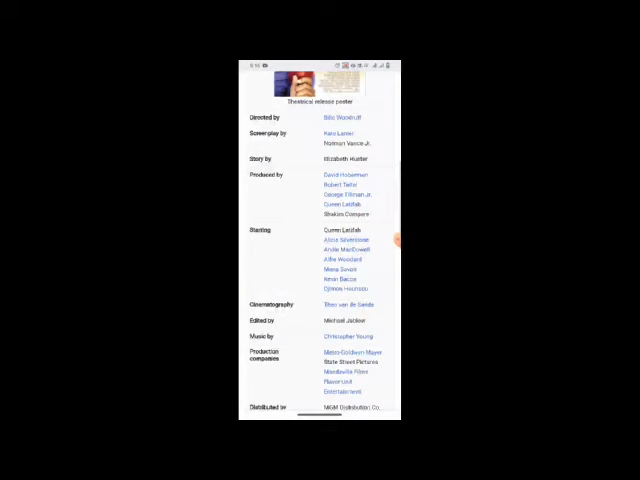 Theatrical release poster
Directed by Bille Woodruff
Screenplay by Kate Lanier
Norman Vance Jr.
Story by Elizabeth Hunter
Produced by David Hoberman
Robert Teitel
George Tillman Jr.
Queen Latifah
Shakim Compere
Starring Queen Latifah
Alicia Silverstone
Andie MacDowell
Alfre Woodard
Mena Suvari
Kevin Bacon
Djimon Hounsou
Cinematography Theo van de Sande
Edited by Michael Jablow
Music by Christopher Young
Production Metro-Goldwyn-Mayer
companies State Street Pictures
Mandeville Films
Flavor Unit
Entertainment
Distributed by MGM Distribution Co.